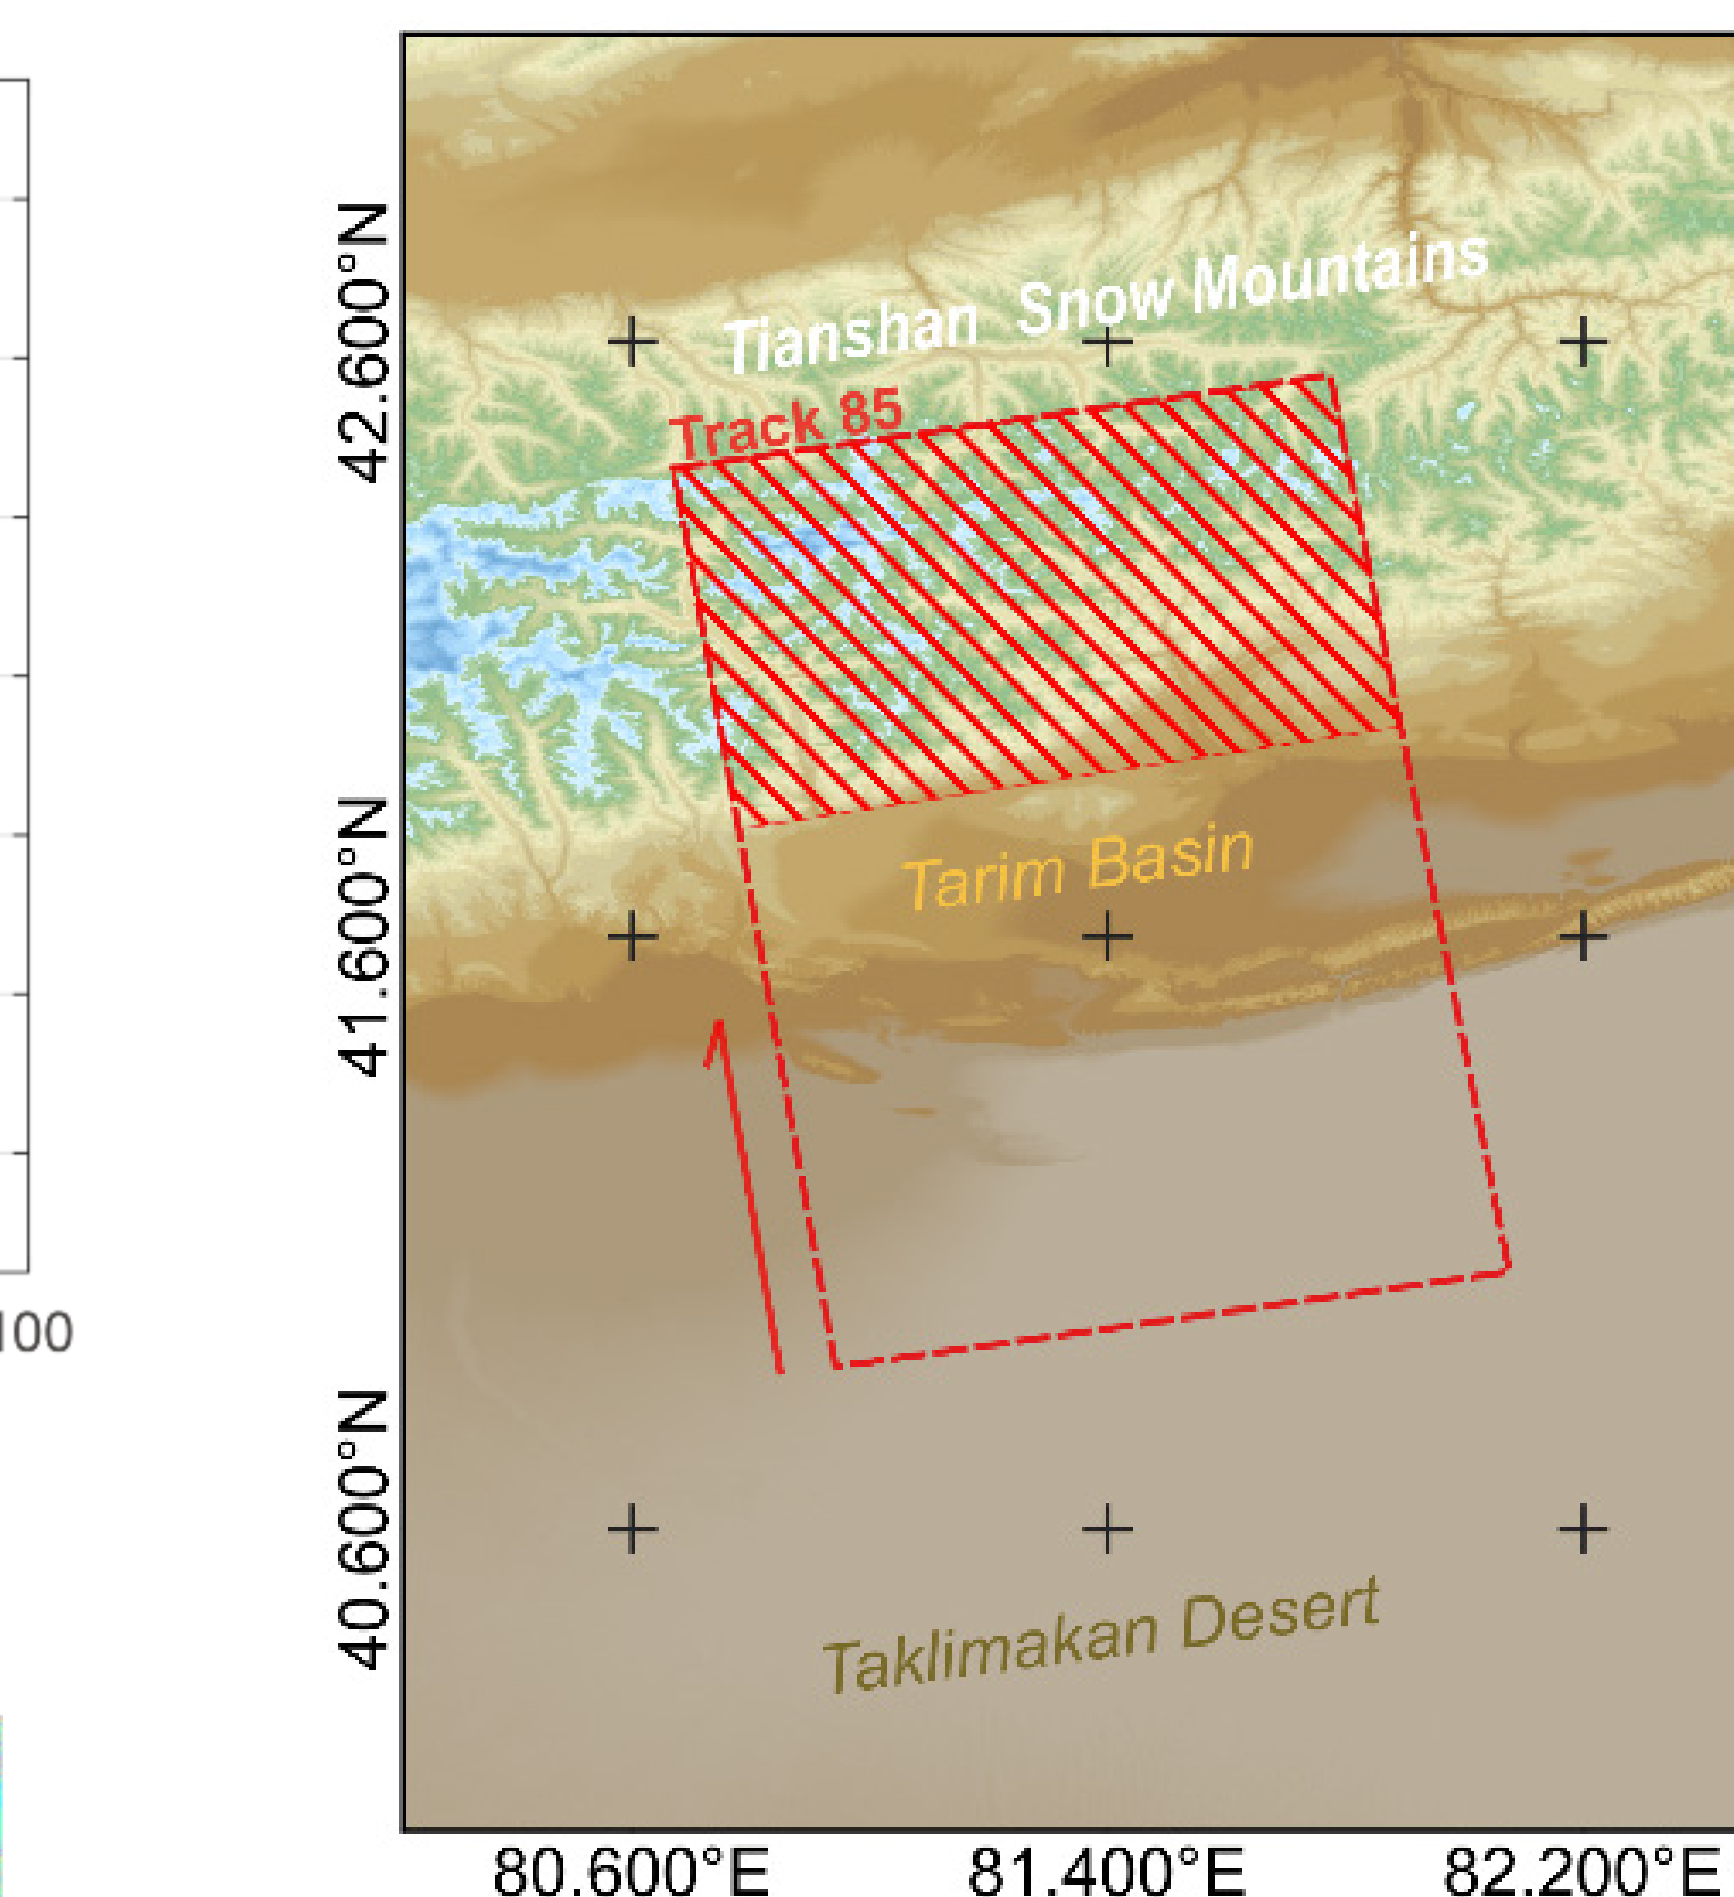 42.600°N
Tianshan Snow Mountains
Track 85
41.600°N
Tarim Basin
100
40.600°N
Taklimakan Desert
80.600°E 81.400°E 82.200°E